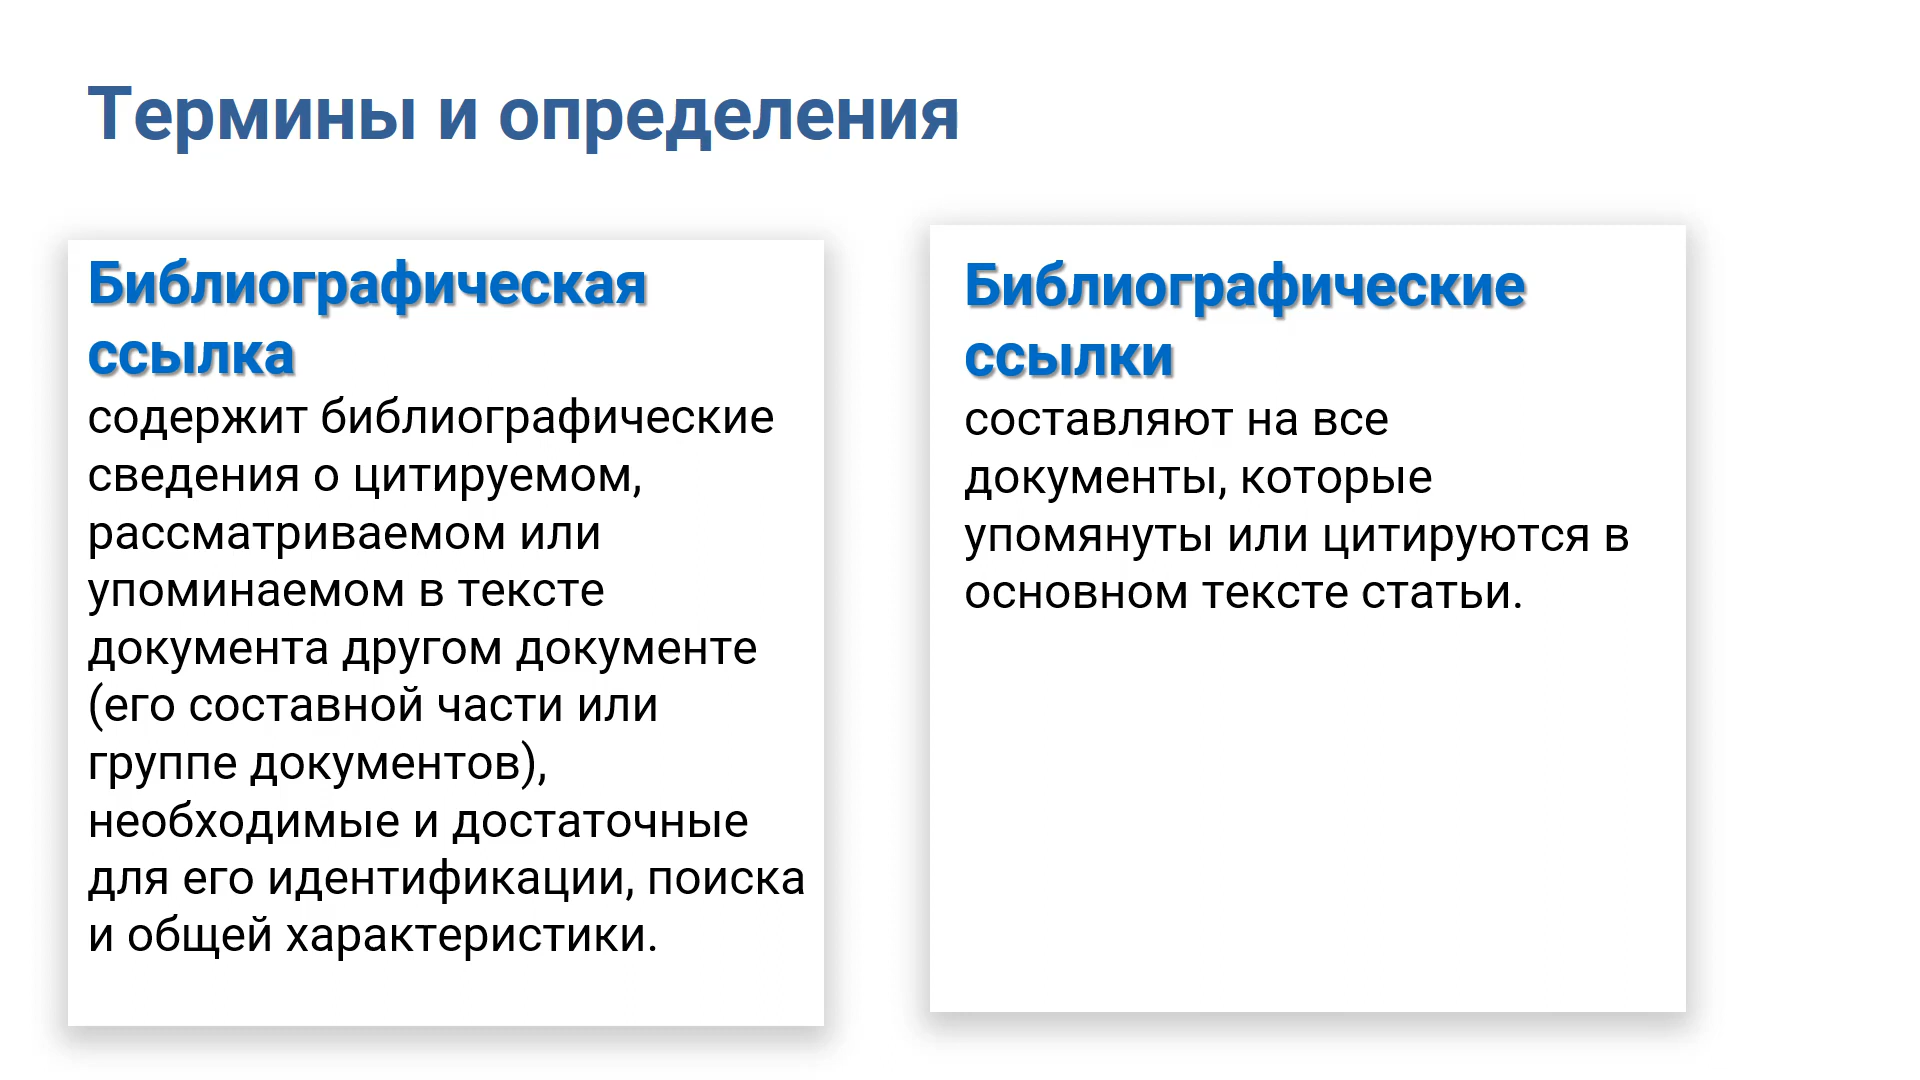 Термины и определения
Библиографическая
ссылка
содержит библиографические
сведения о цитируемом,
рассматриваемом или
упоминаемом в тексте
документа другом документе
(его составной части или
группе документов),
необходимые и достаточные
для его идентификации, поиска
и общей характеристики.
Библиографические
ссылки
составляют на все
документы, которые
упомянуты или цитируются в
основном тексте статьи.